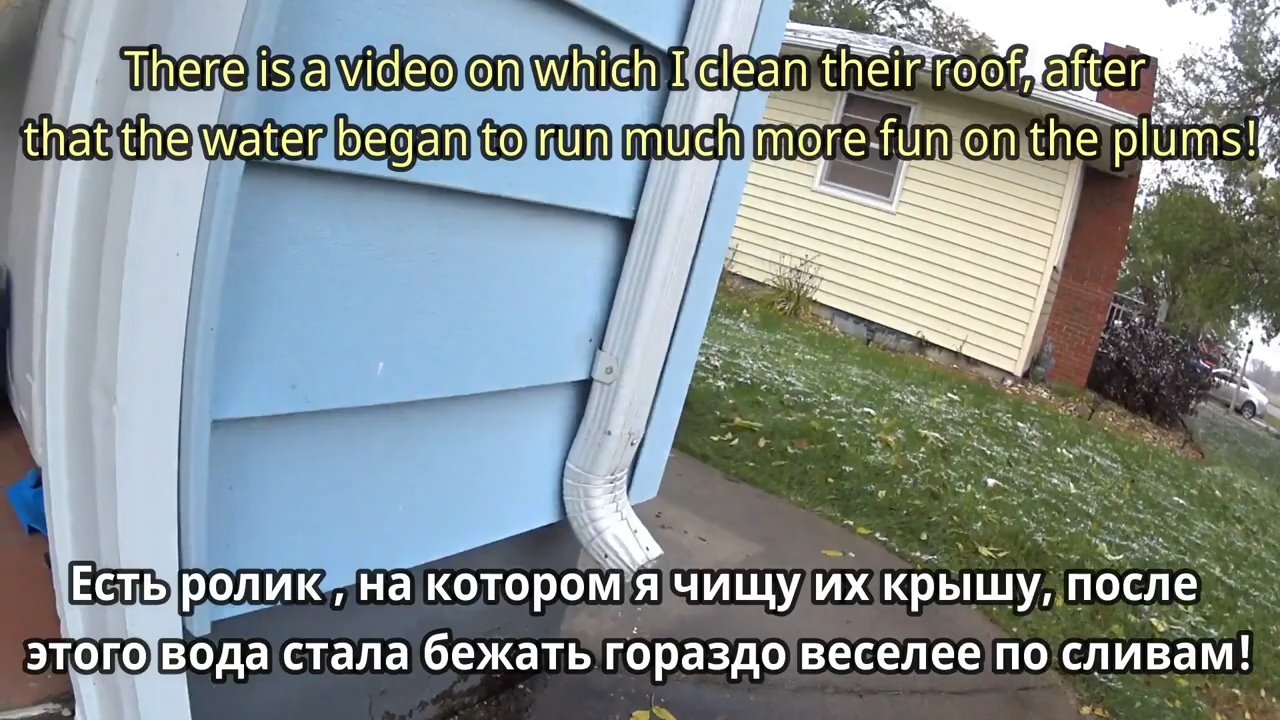 There is a video on which I clean their roof, after
that the water began to run much more fun on the plums!
Есть ролик , на котором я чищу их крышу, после
этого вода стала бежать гораздо веселее по сливам!